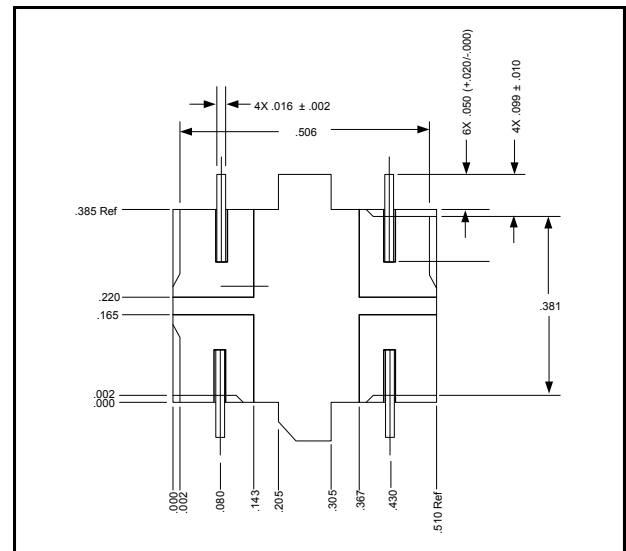 6X .050 (+.020/-.000)
4X .099 ± .010
4X .016 ± .002
.506
.385 Ref
.220
.165
.381
.002
.000
.000
.002
.080
.143
.205
.305
.367
.430
.510 Ref